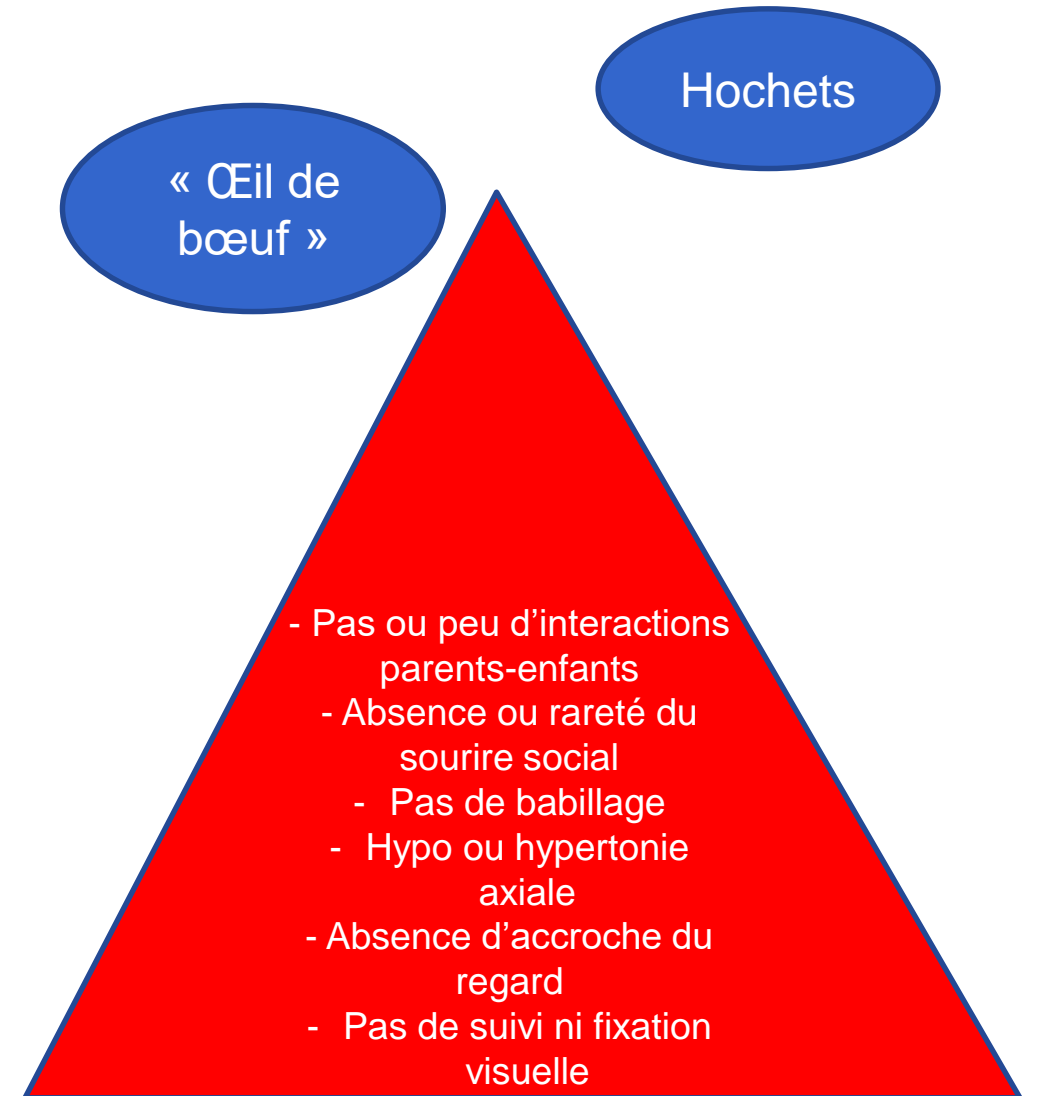 Hochets
« Œil de
bœuf »
- Pas ou peu d’interactions
parents-enfants
- Absence ou rareté du
sourire social
- Pas de babillage
- Hypo ou hypertonie
axiale
- Absence d’accroche du
regard
- Pas de suivi ni fixation
visuelle